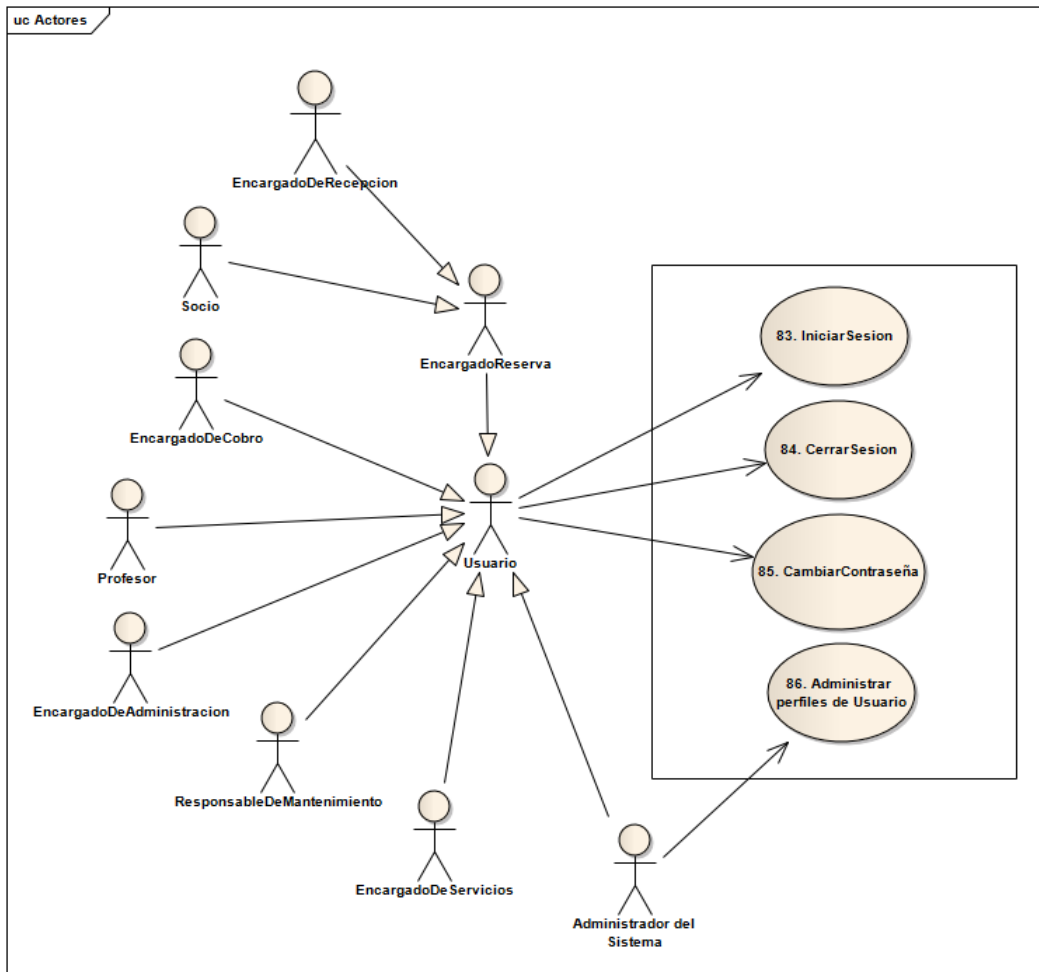 uc Actores
EncargadoDeRecepcion
Socio
EncargadoReserva
83. IniciarSesion
EncargadoDeCobro
84. CerrarSesion
Usuario
85. CambiarContraseña
Profesor
86. Administrar
perfiles de Usuario
EncargadoDeAdministracion
ResponsableDeMantenimiento
EncargadoDeServicios
Administrador del
Sistema